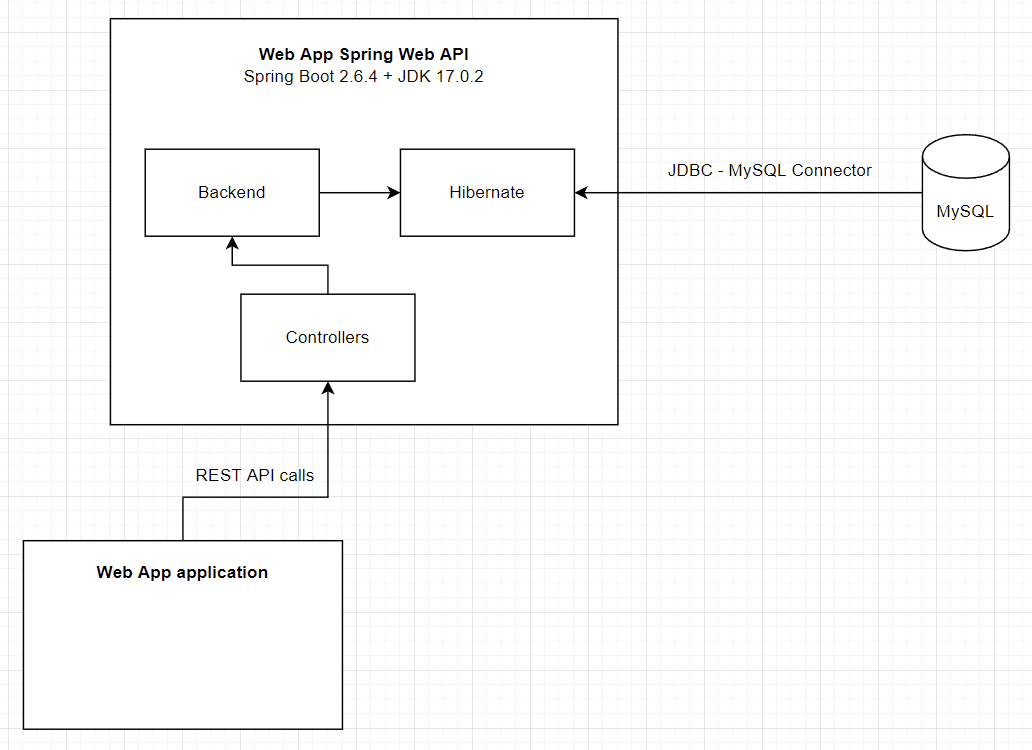 Web App Spring Web API
Spring Boot 2.6.4 + JDK 17.0.2
Backend
Hibernate
JDBC - MySQL Connector
MySQL
Controllers
REST API calls
Web App application